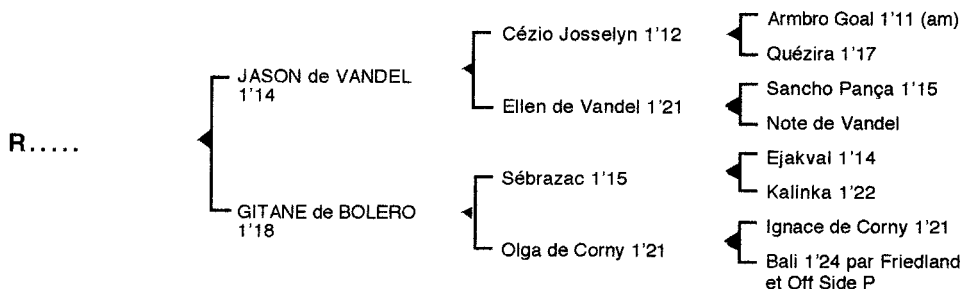 Armbro Goal 1'11 (am)
Cézio Josselyn 1'12
Quézira 1'17
JASON de VANDEL
1'14
Sancho Pança 1'15
Ellen de Vandel 1'21
Note de Vandel
R.....
Ejakval 1'14
Sébrazac 1'15
Kalinka 1'22
GITANE de BOLERO
1'18
Ignace de Corny 1'21
Olga de Corny 1'21
Bali 1'24 par Friedland
et Off Side P